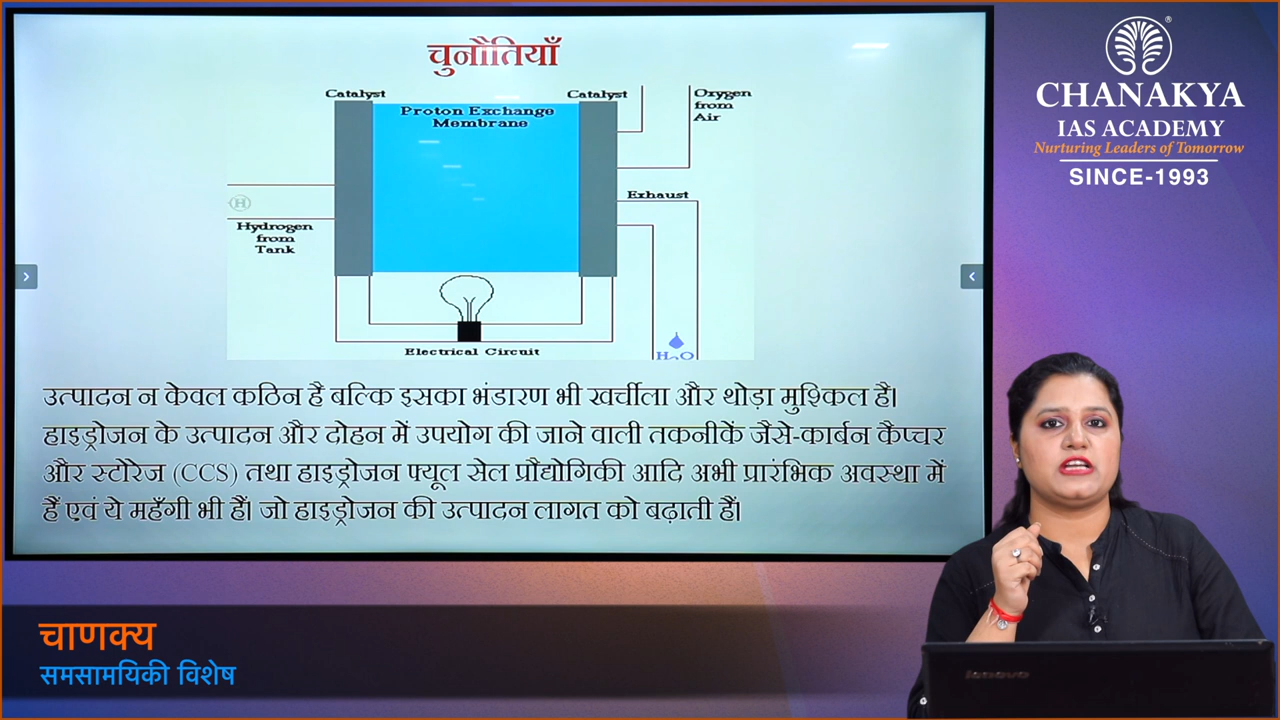 चुनौतियाँ
Catalyst
Catalyst
Proton Exchange
Membrane
Oxygen
from
Air
Exhaust
H
Hydrogen
from
Tank
Electrical Circuit
H₂O
उत्पादन न केवल कठिन है बल्कि इसका भंडारण भी खर्चीला और थोड़ा मुश्किल है।
हाइड्रोजन के उत्पादन और दोहन में उपयोग की जाने वाली तकनीकें जैसे-कार्बन कैप्चर
और स्टोरेज (CCS) तथा हाइड्रोजन फ्यूल सेल प्रौद्योगिकी आदि अभी प्रारंभिक अवस्था में
हैं एवं ये महँगी भी हैं। जो हाइड्रोजन की उत्पादन लागत को बढ़ाती हैं।
®
CHANAKYA
IAS ACADEMY
Nurturing Leaders of Tomorrow
SINCE-1993
चाणक्य
समसामयिकी विशेष
lenovo